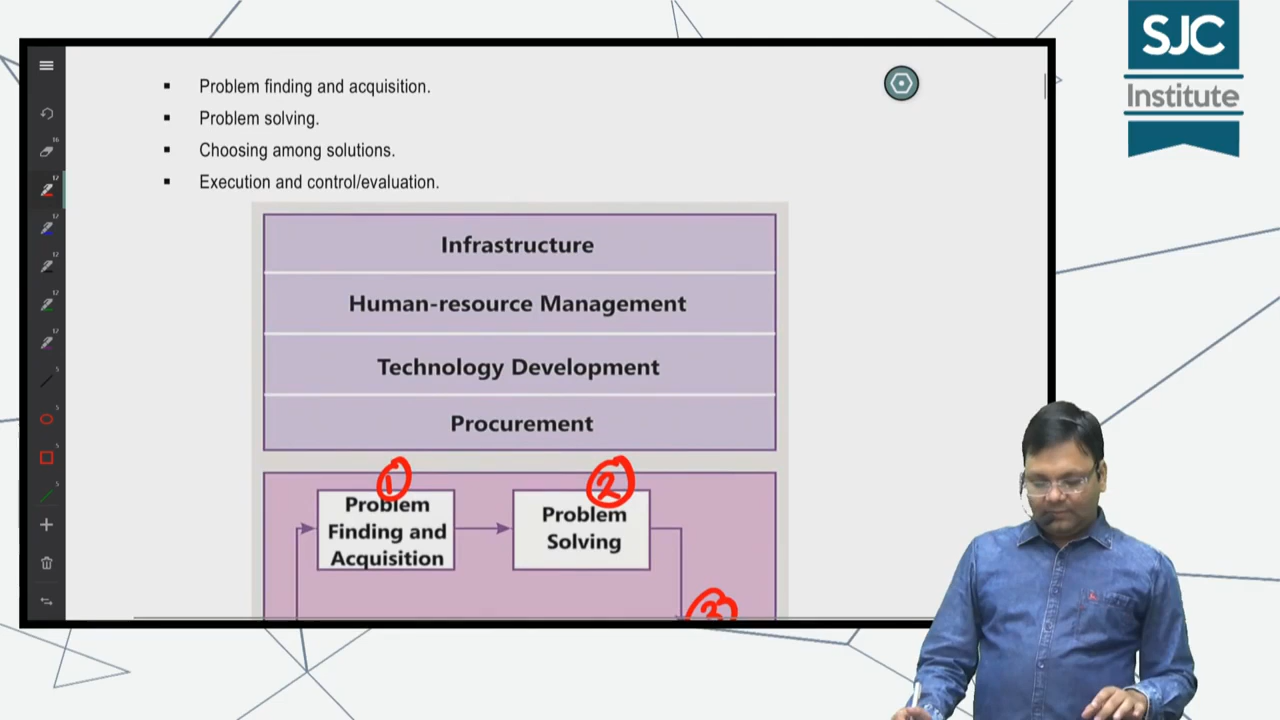 SJC
Institute
Problem finding and acquisition.
Problem solving.
Choosing among solutions.
Execution and control/evaluation.
Infrastructure
Human-resource Management
Technology Development
Procurement
1
2
Problem
Finding and
Acquisition
Problem
Solving
3